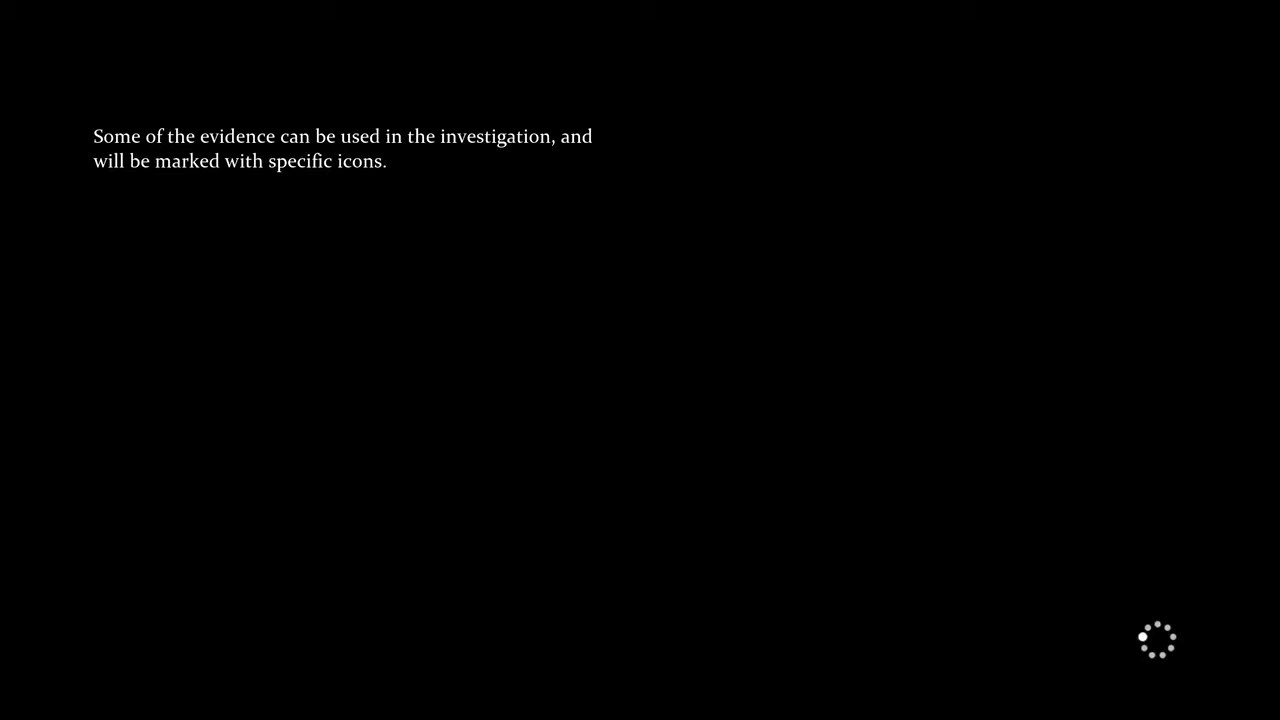 Some of the evidence can be used in the investigation, and
will be marked with specific icons.